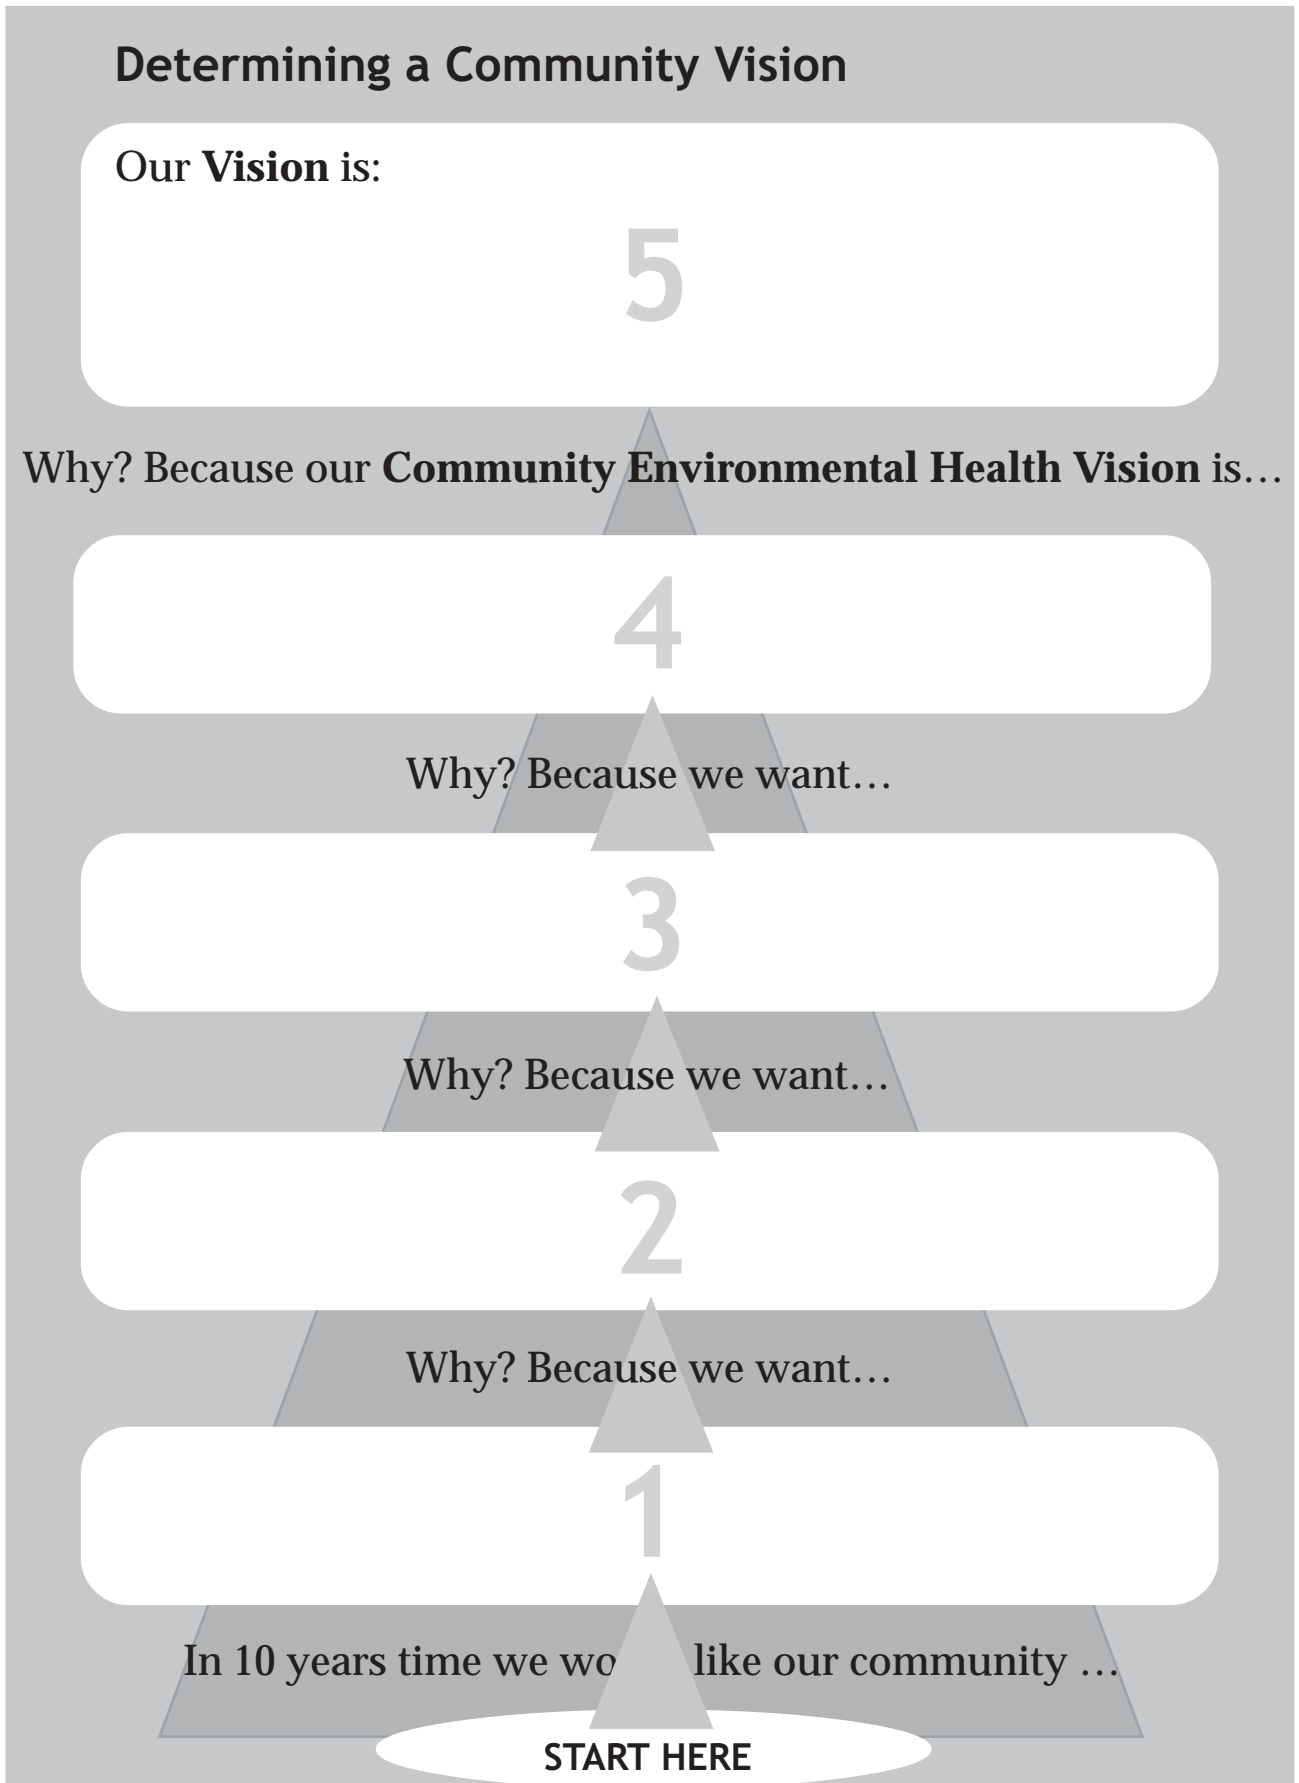 Determining a Community Vision
Our Vision is:
5
Why? Because our Community Environmental Health Vision is…
4
Why? Because we want…
3
Why? Because we want…
2
Why? Because we want…
1
In 10 years time we wo like our community …
START HERE